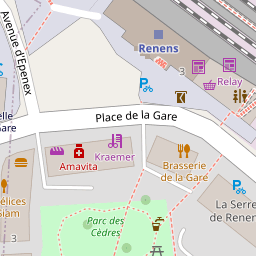 Avenue d'Epenex
Renens
3
Relay
Place de la Gare
Kraemer
Amavita
3
Brasserie
de la Gare
Parc des
Cèdres
La Serre
de Renen